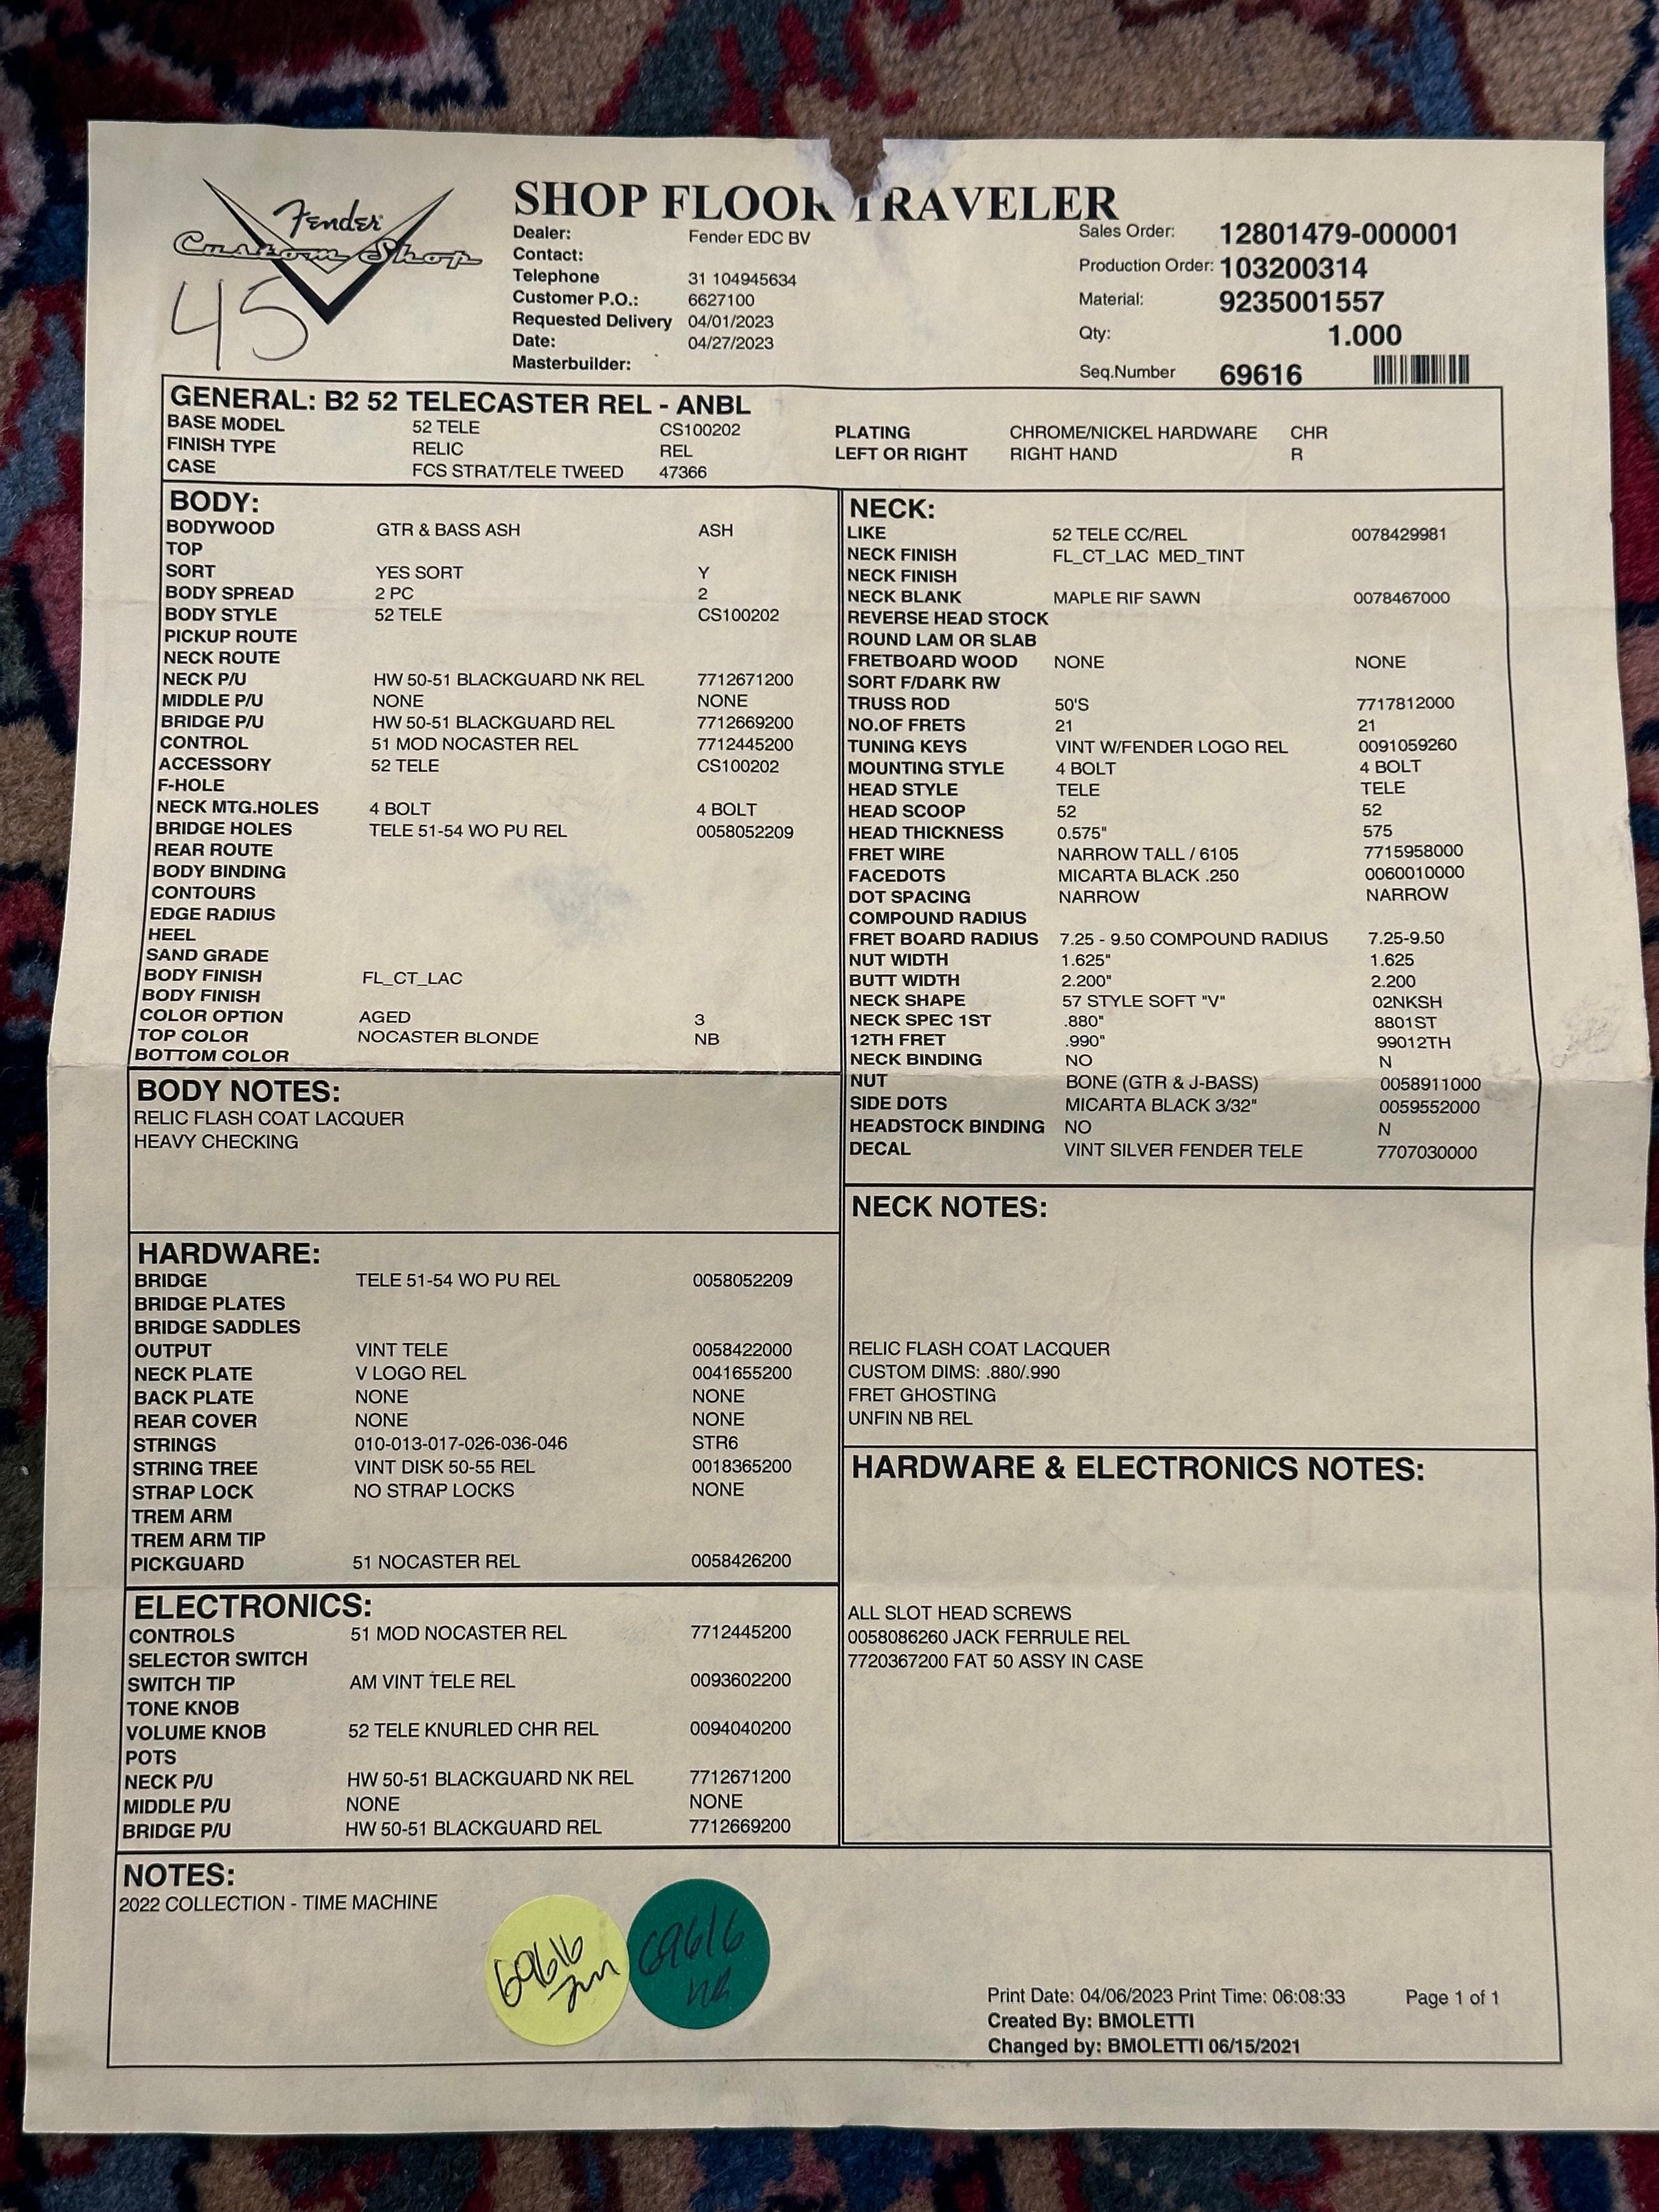 SHOP FLOOR TRAVELER
Fender
Custom Shop
45
Dealer: Fender EDC BV
Contact:
Telephone 31 104945634
Customer P.O.: 6627100
Requested Delivery 04/01/2023
Date: 04/27/2023
Masterbuilder:
Sales Order: 12801479-000001
Production Order: 103200314
Material: 9235001557
Qty: 1.000
Seq.Number 69616
GENERAL: B2 52 TELECASTER REL - ANBL
BASE MODEL 52 TELE CS100202
FINISH TYPE RELIC REL
CASE FCS STRAT/TELE TWEED 47366
PLATING CHROME/NICKEL HARDWARE CHR
LEFT OR RIGHT RIGHT HAND R
BODY:
BODYWOOD GTR & BASS ASH ASH
TOP
SORT YES SORT Y
BODY SPREAD 2 PC 2
BODY STYLE 52 TELE CS100202
PICKUP ROUTE
NECK ROUTE
NECK P/U HW 50-51 BLACKGUARD NK REL 7712671200
MIDDLE P/U NONE NONE
BRIDGE P/U HW 50-51 BLACKGUARD REL 7712669200
CONTROL 51 MOD NOCASTER REL 7712445200
ACCESSORY 52 TELE CS100202
F-HOLE
NECK MTG.HOLES 4 BOLT 4 BOLT
BRIDGE HOLES TELE 51-54 WO PU REL 0058052209
REAR ROUTE
BODY BINDING
CONTOURS
EDGE RADIUS
HEEL
SAND GRADE
BODY FINISH FL_CT_LAC
BODY FINISH
COLOR OPTION AGED 3
TOP COLOR NOCASTER BLONDE NB
BOTTOM COLOR
BODY NOTES:
RELIC FLASH COAT LACQUER
HEAVY CHECKING
HARDWARE:
BRIDGE TELE 51-54 WO PU REL 0058052209
BRIDGE PLATES
BRIDGE SADDLES
OUTPUT VINT TELE 0058422000
NECK PLATE V LOGO REL 0041655200
BACK PLATE NONE NONE
REAR COVER NONE NONE
STRINGS 010-013-017-026-036-046 STR6
STRING TREE VINT DISK 50-55 REL 0018365200
STRAP LOCK NO STRAP LOCKS NONE
TREM ARM
TREM ARM TIP
PICKGUARD 51 NOCASTER REL 0058426200
ELECTRONICS:
CONTROLS 51 MOD NOCASTER REL 7712445200
SELECTOR SWITCH
SWITCH TIP AM VINT TELE REL 0093602200
TONE KNOB
VOLUME KNOB 52 TELE KNURLED CHR REL 0094040200
POTS
NECK P/U HW 50-51 BLACKGUARD NK REL 7712671200
MIDDLE P/U NONE NONE
BRIDGE P/U HW 50-51 BLACKGUARD REL 7712669200
NECK:
LIKE 52 TELE CC/REL 0078429981
NECK FINISH FL_CT_LAC MED_TINT
NECK FINISH
NECK BLANK MAPLE RIF SAWN 0078467000
REVERSE HEAD STOCK
ROUND LAM OR SLAB
FRETBOARD WOOD NONE NONE
SORT F/DARK RW
TRUSS ROD 50'S 7717812000
NO.OF FRETS 21 21
TUNING KEYS VINT W/FENDER LOGO REL 0091059260
MOUNTING STYLE 4 BOLT 4 BOLT
HEAD STYLE TELE TELE
HEAD SCOOP 52 52
HEAD THICKNESS 0.575" 575
FRET WIRE NARROW TALL / 6105 7715958000
FACEDOTS MICARTA BLACK .250 0060010000
DOT SPACING NARROW NARROW
COMPOUND RADIUS
FRET BOARD RADIUS 7.25 - 9.50 COMPOUND RADIUS 7.25-9.50
NUT WIDTH 1.625" 1.625
BUTT WIDTH 2.200" 2.200
NECK SHAPE 57 STYLE SOFT "V" 02NKSH
NECK SPEC 1ST .880" 8801ST
12TH FRET .990" 99012TH
NECK BINDING NO N
NUT BONE (GTR & J-BASS) 0058911000
SIDE DOTS MICARTA BLACK 3/32" 0059552000
HEADSTOCK BINDING NO N
DECAL VINT SILVER FENDER TELE 7707030000
NECK NOTES:
RELIC FLASH COAT LACQUER
CUSTOM DIMS: .880/.990
FRET GHOSTING
UNFIN NB REL
HARDWARE & ELECTRONICS NOTES:
ALL SLOT HEAD SCREWS
0058086260 JACK FERRULE REL
7720367200 FAT 50 ASSY IN CASE
NOTES:
2022 COLLECTION - TIME MACHINE
69616
69616
Print Date: 04/06/2023 Print Time: 06:08:33 Page 1 of 1
Created By: BMOLETTI
Changed by: BMOLETTI 06/15/2021